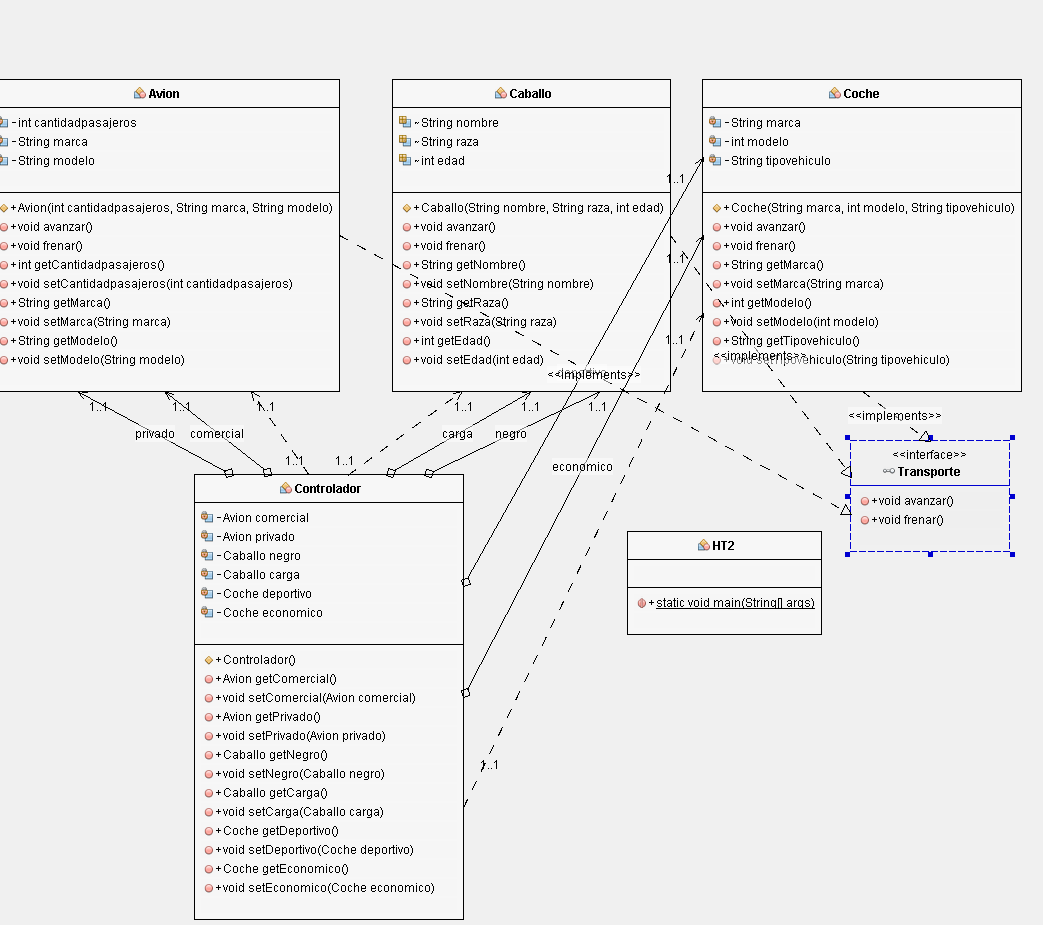 Avion
- int cantidadpasajeros
- String marca
- String modelo
+ Avion(int cantidadpasajeros, String marca, String modelo)
+ void avanzar()
+ void frenar()
+ int getCantidadpasajeros()
+ void setCantidadpasajeros(int cantidadpasajeros)
+ String getMarca()
+ void setMarca(String marca)
+ String getModelo()
+ void setModelo(String modelo)
Caballo
~ String nombre
~ String raza
~ int edad
+ Caballo(String nombre, String raza, int edad)
+ void avanzar()
+ void frenar()
+ String getNombre()
+ void setNombre(String nombre)
+ String getRaza()
+ void setRaza(String raza)
+ int getEdad()
+ void setEdad(int edad)
Coche
- String marca
- int modelo
- String tipovehiculo
+ Coche(String marca, int modelo, String tipovehiculo)
+ void avanzar()
+ void frenar()
+ String getMarca()
+ void setMarca(String marca)
+ int getModelo()
+ void setModelo(int modelo)
+ String getTipovehiculo()
+ void setTipovehiculo(String tipovehiculo)
1..1
1..1
1..1
<<implements>>
<<implements>>
deportivo
1..1
1..1
1..1
1..1
1..1
1..1
<<implements>>
privado
comercial
carga
negro
1..1
1..1
economico
<<interface>>
Transporte
+ void avanzar()
+ void frenar()
Controlador
- Avion comercial
- Avion privado
- Caballo negro
- Caballo carga
- Coche deportivo
- Coche economico
+ Controlador()
+ Avion getComercial()
+ void setComercial(Avion comercial)
+ Avion getPrivado()
+ void setPrivado(Avion privado)
+ Caballo getNegro()
+ void setNegro(Caballo negro)
+ Caballo getCarga()
+ void setCarga(Caballo carga)
+ Coche getDeportivo()
+ void setDeportivo(Coche deportivo)
+ Coche getEconomico()
+ void setEconomico(Coche economico)
1..1
HT2
+ static void main(String[] args)